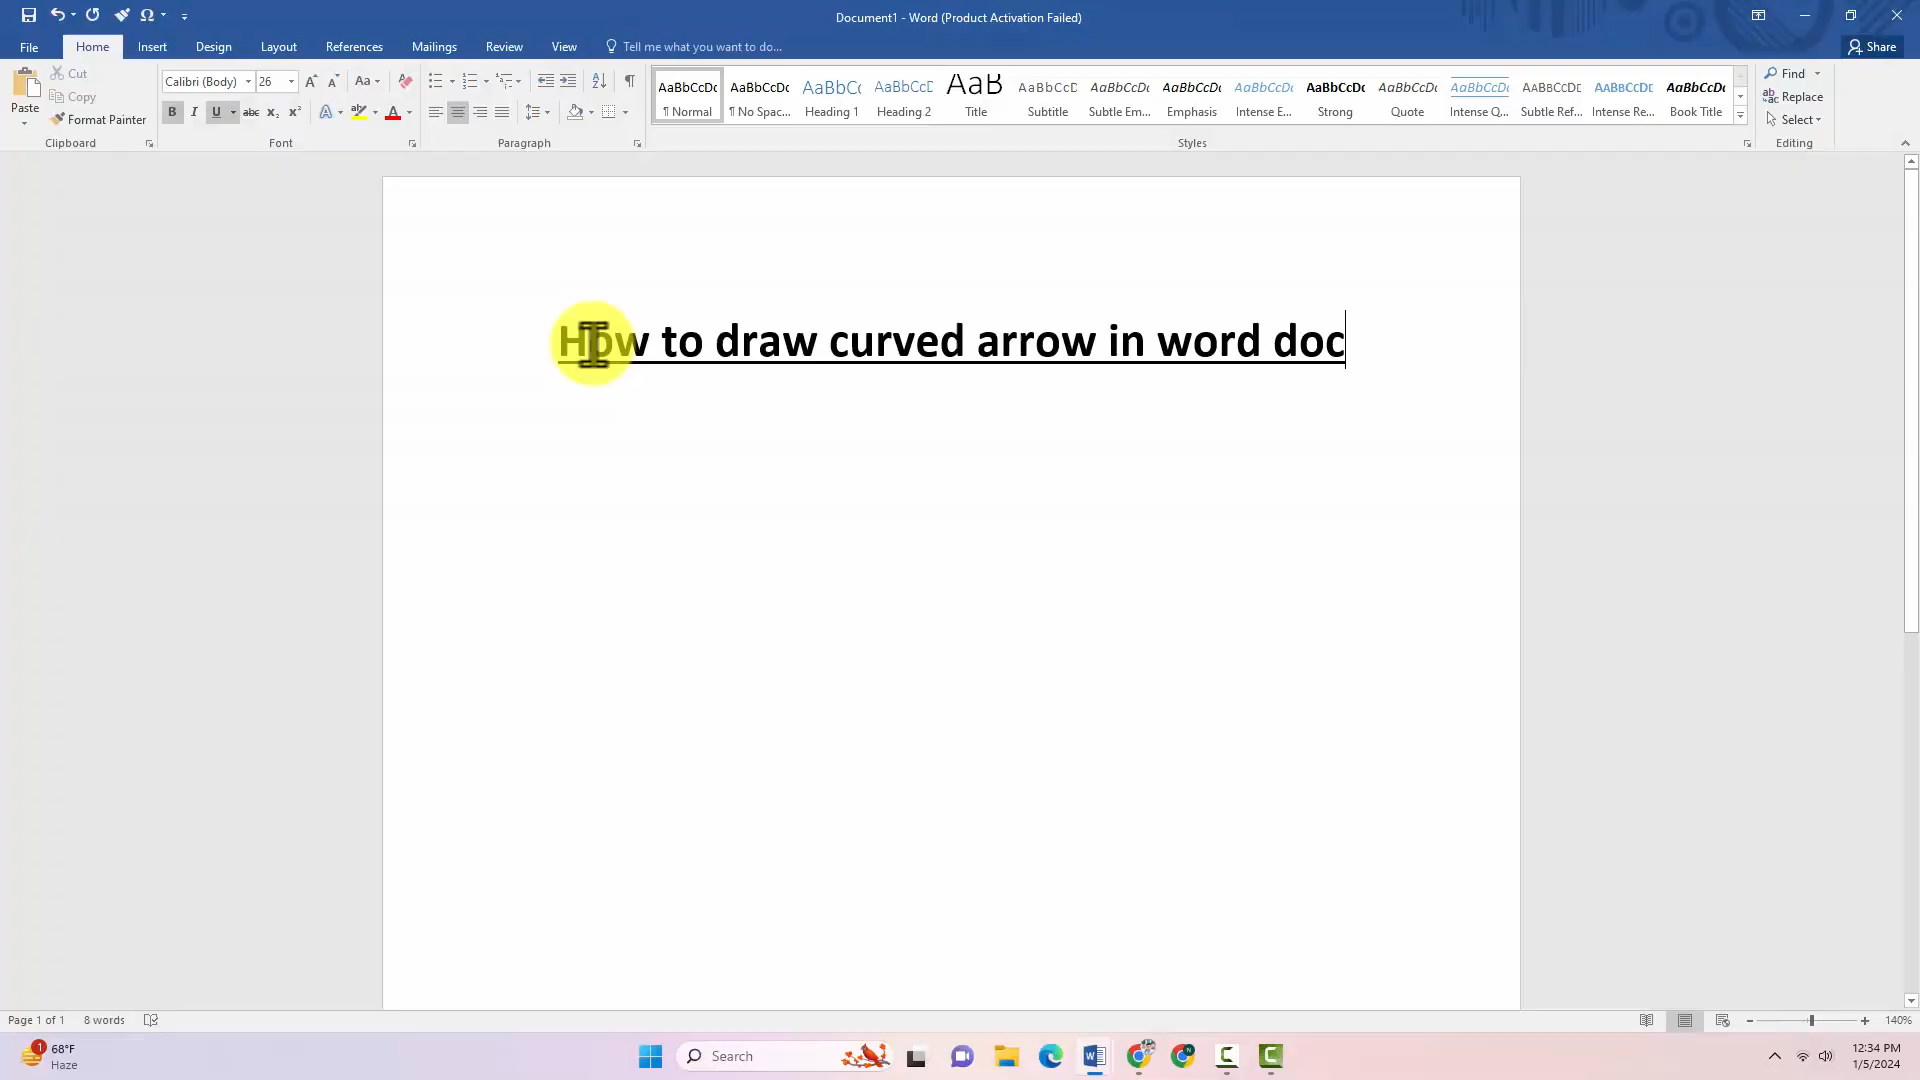 Document1 - Word (Product Activation Failed)
File Home Insert Design Layout References Mailings Review View Tell me what you want to do... Share
Cut
Copy
Format Painter
Paste
Clipboard
Calibri (Body) 26
Font
Paragraph
AaBbCcDc AaBbCcDc AaBbCc AaBbCcD AaB AaBbCcD AaBbCcDc AaBbCcDc AaBbCcDc AaBbCcDc AaBbCcDc AaBbCcDc AABBCCDD AABBCCDD AaBbCcDc
¶ Normal ¶ No Spac... Heading 1 Heading 2 Title Subtitle Subtle Em... Emphasis Intense E... Strong Quote Intense Q... Subtle Ref... Intense Re... Book Title
Styles
Find
Replace
Select
Editing
How to draw curved arrow in word doc
Page 1 of 1 8 words
140%
1
68°F
Haze
Search
12:34 PM
1/5/2024